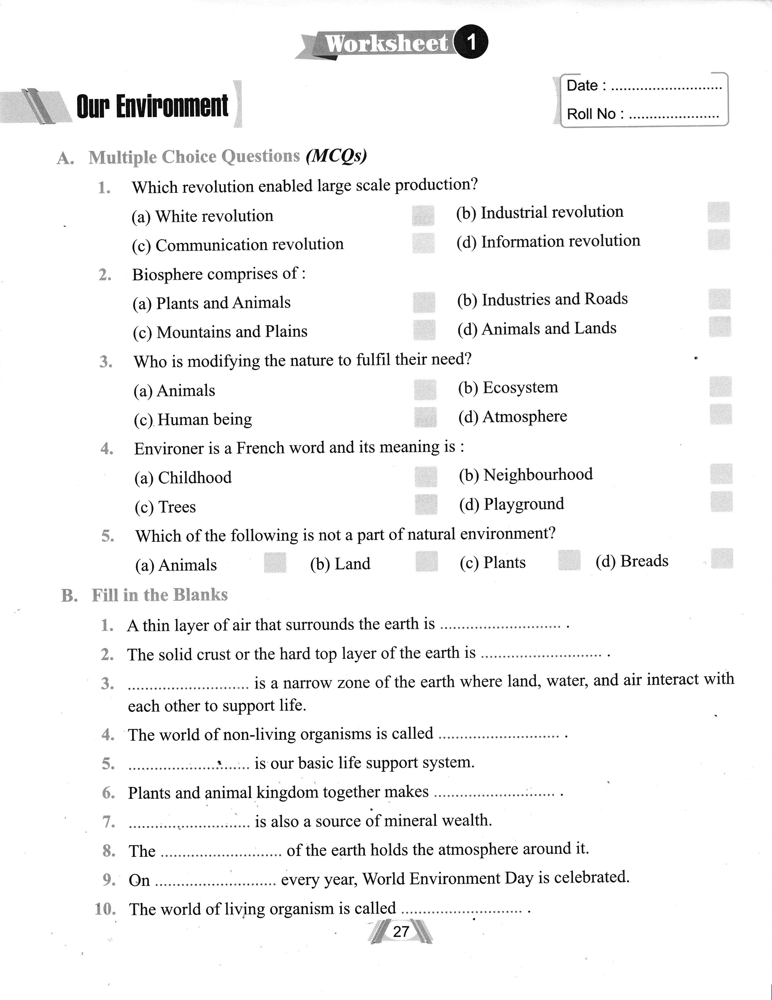 Worksheet 1
Date : ...........................
Our Environment
Roll No : ......................
A. Multiple Choice Questions (MCQs)
1. Which revolution enabled large scale production?
(a) White revolution (b) Industrial revolution
(c) Communication revolution (d) Information revolution
2. Biosphere comprises of :
(a) Plants and Animals (b) Industries and Roads
(c) Mountains and Plains (d) Animals and Lands
3. Who is modifying the nature to fulfil their need?
(a) Animals (b) Ecosystem
(c) Human being (d) Atmosphere
4. Environer is a French word and its meaning is :
(a) Childhood (b) Neighbourhood
(c) Trees (d) Playground
5. Which of the following is not a part of natural environment?
(a) Animals (b) Land (c) Plants (d) Breads
B. Fill in the Blanks
1. A thin layer of air that surrounds the earth is ............................ .
2. The solid crust or the hard top layer of the earth is ............................ .
3. ............................ is a narrow zone of the earth where land, water, and air interact with
each other to support life.
4. The world of non-living organisms is called ............................ .
5. ............................ is our basic life support system.
6. Plants and animal kingdom together makes ............................ .
7. ............................ is also a source of mineral wealth.
8. The ............................ of the earth holds the atmosphere around it.
9. On ............................ every year, World Environment Day is celebrated.
10. The world of living organism is called ............................ .
27